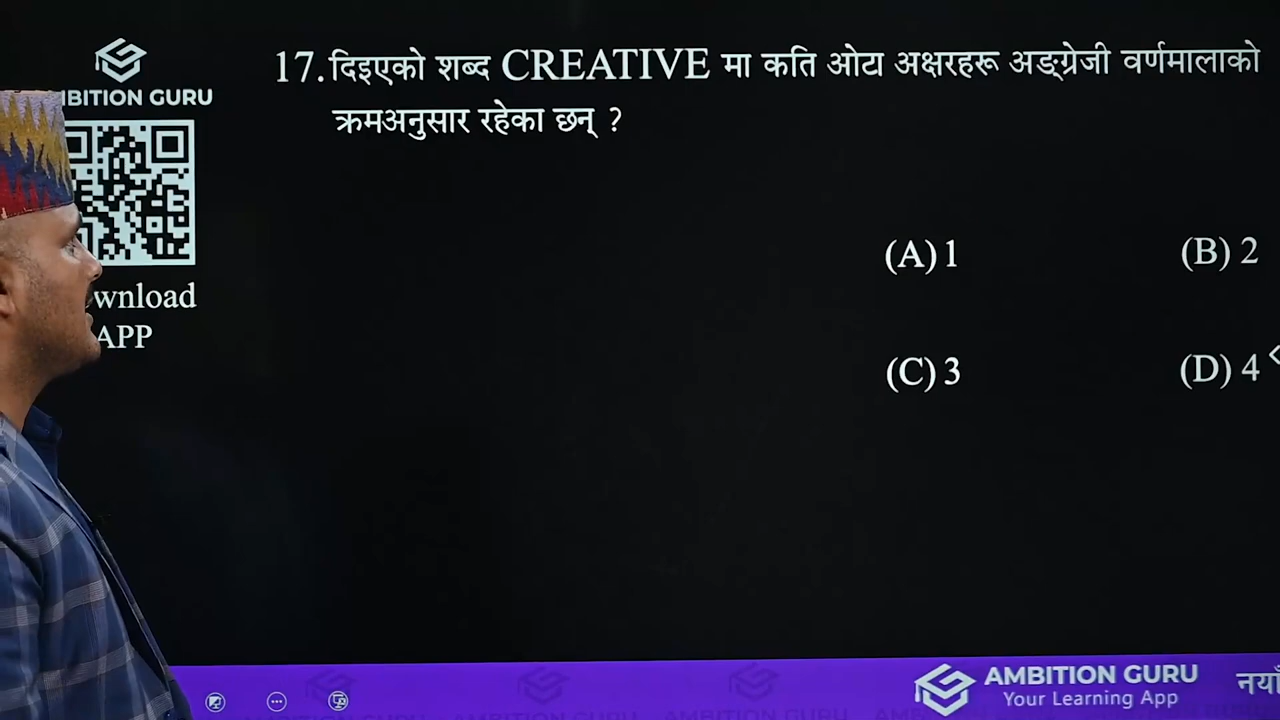 17. दिइएको शब्द CREATIVE मा कति ओटा अक्षरहरू अङ्ग्रेजी वर्णमालाको
क्रमअनुसार रहेका छन् ?
(A) 1
(B) 2
(C) 3
(D) 4
IBITION GURU
wnload
APP
AMBITION GURU
Your Learning App
नयाँ